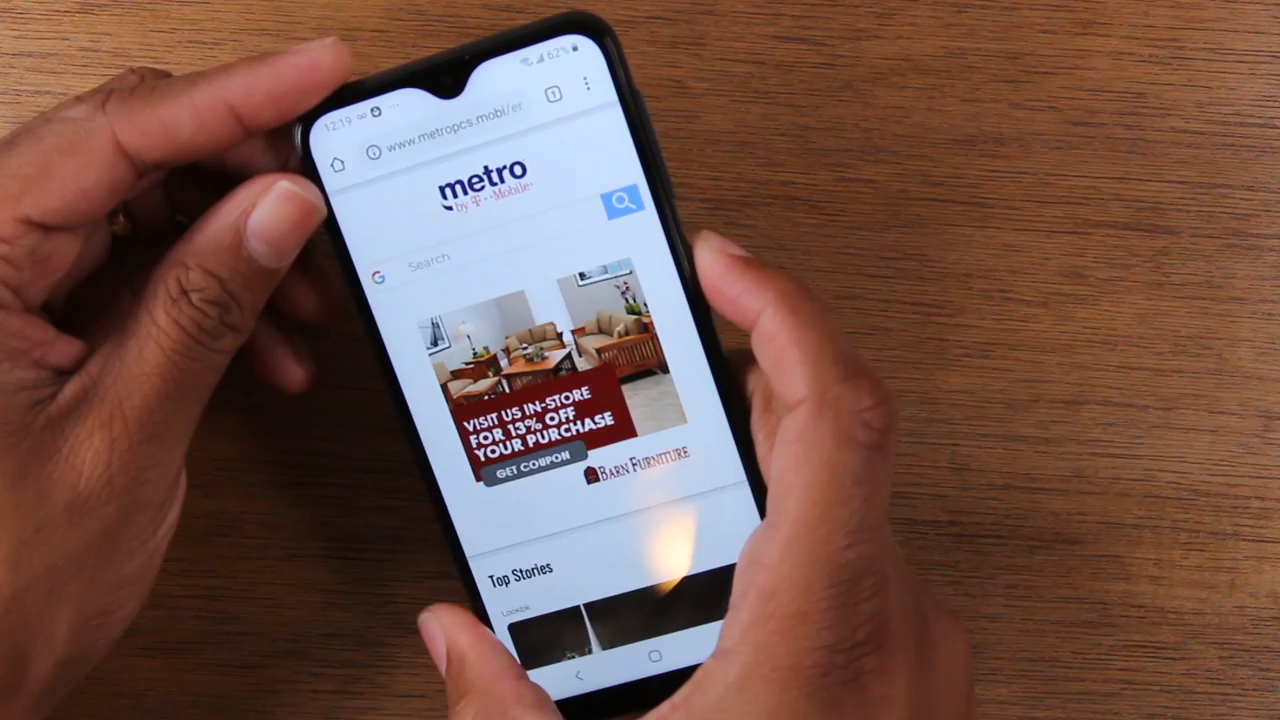 12:19
62%
www.metropcs.mobi/er
1
metro
by T-Mobile
Search
VISIT US IN-STORE
FOR 13% OFF
YOUR PURCHASE
GET COUPON
BARN FURNITURE
Top Stories